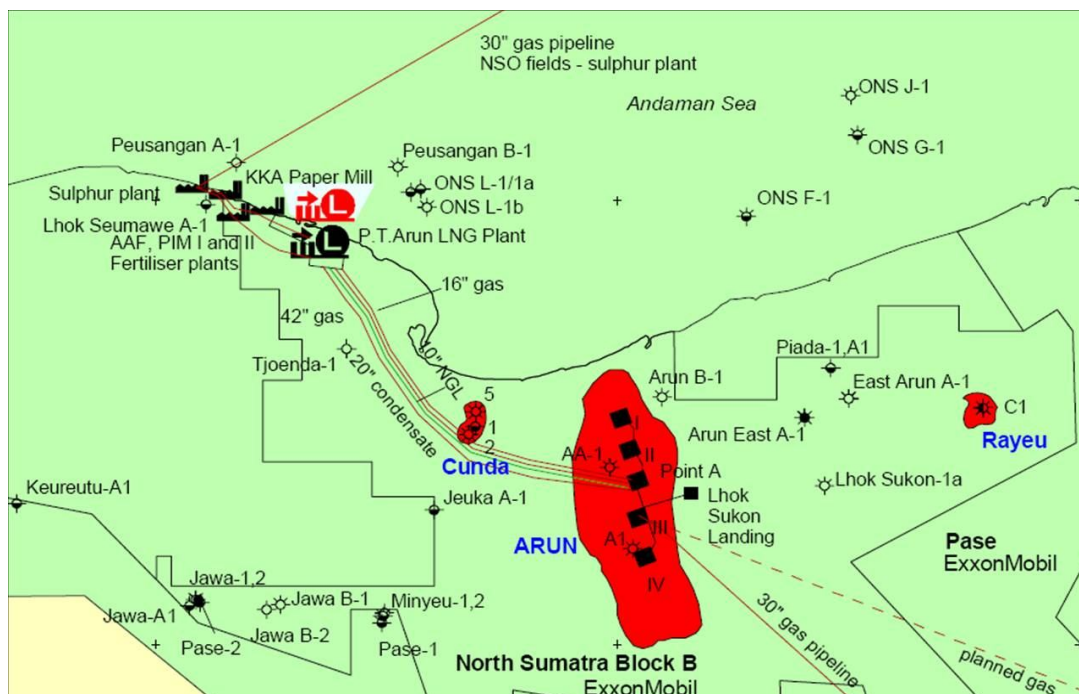 30" gas pipeline
NSO fields - sulphur plant
Andaman Sea
ONS J-1
ONS G-1
Peusangan A-1
Peusangan B-1
KKA Paper Mill
Sulphur plant
ONS L-1/1a
ONS L-1b
ONS F-1
L
Lhok Seumawe A-1
AAF, PIM I and II
Fertiliser plants
L
P.T.Arun LNG Plant
16" gas
42" gas
Tjoenda-1
10" NGL
20" condensate
Piada-1,A1
Arun B-1
East Arun A-1
5
1
2
Cunda
I
II
AA-1
Point A
Arun East A-1
C1
Rayeu
Keureutu-A1
Jeuka A-1
Lhok
Sukon
Landing
Lhok Sukon-1a
ARUN
A1
III
IV
Pase
ExxonMobil
Jawa-1,2
Jawa-A1
Pase-2
Jawa B-1
Jawa B-2
Minyeu-1,2
Pase-1
30" gas pipeline
planned gas
North Sumatra Block B
ExxonMobil